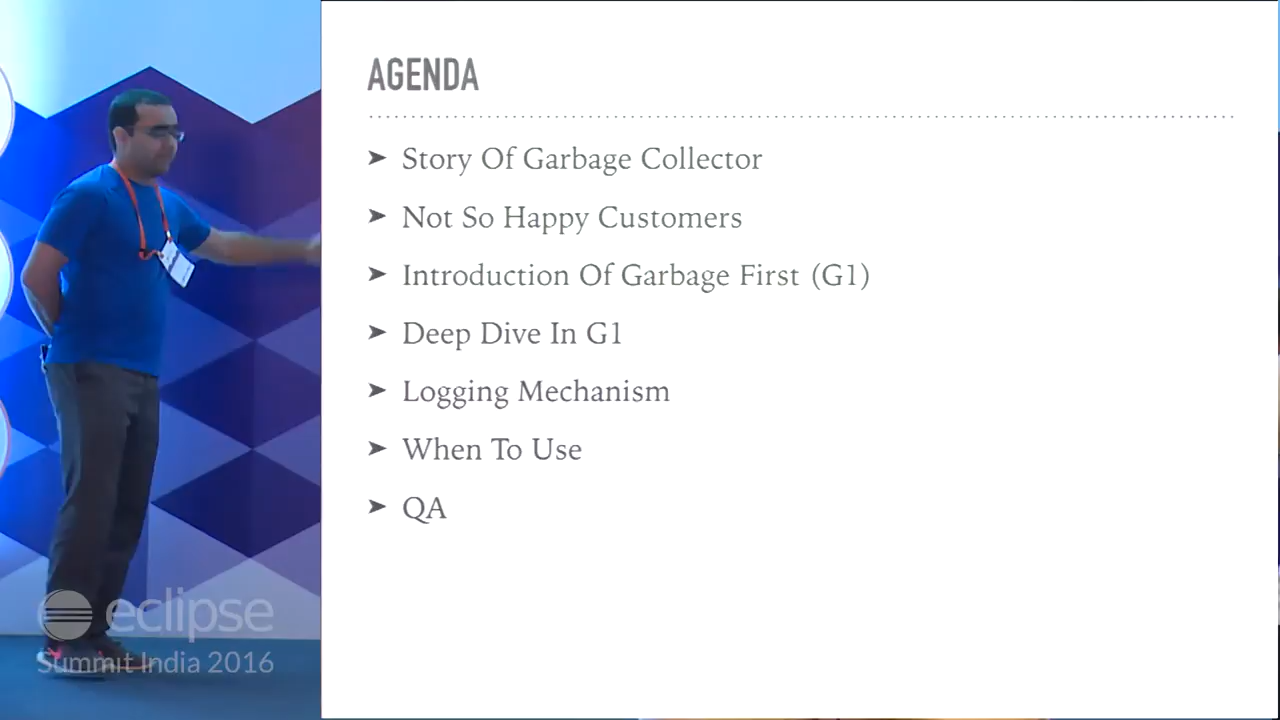 AGENDA
Story Of Garbage Collector
Not So Happy Customers
Introduction Of Garbage First (G1)
Deep Dive In G1
Logging Mechanism
When To Use
QA
eclipse
Summit India 2016